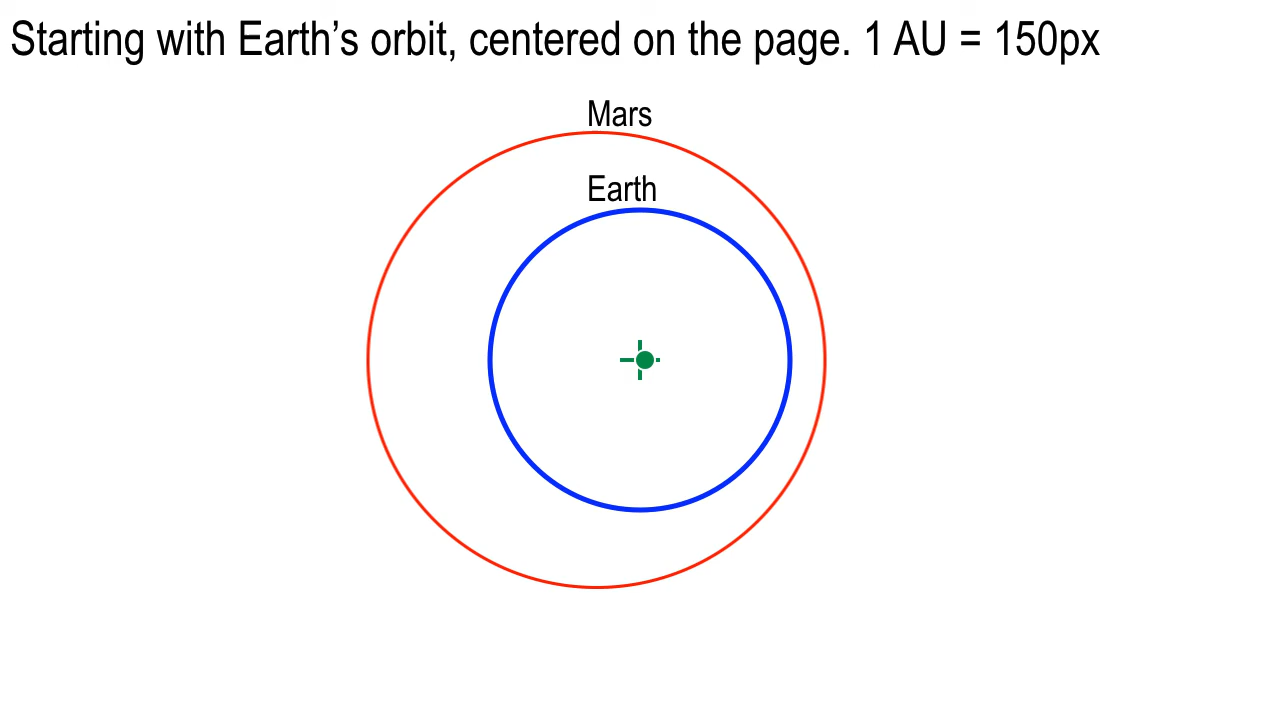 Starting with Earth’s orbit, centered on the page. 1 AU = 150px
Mars
Earth